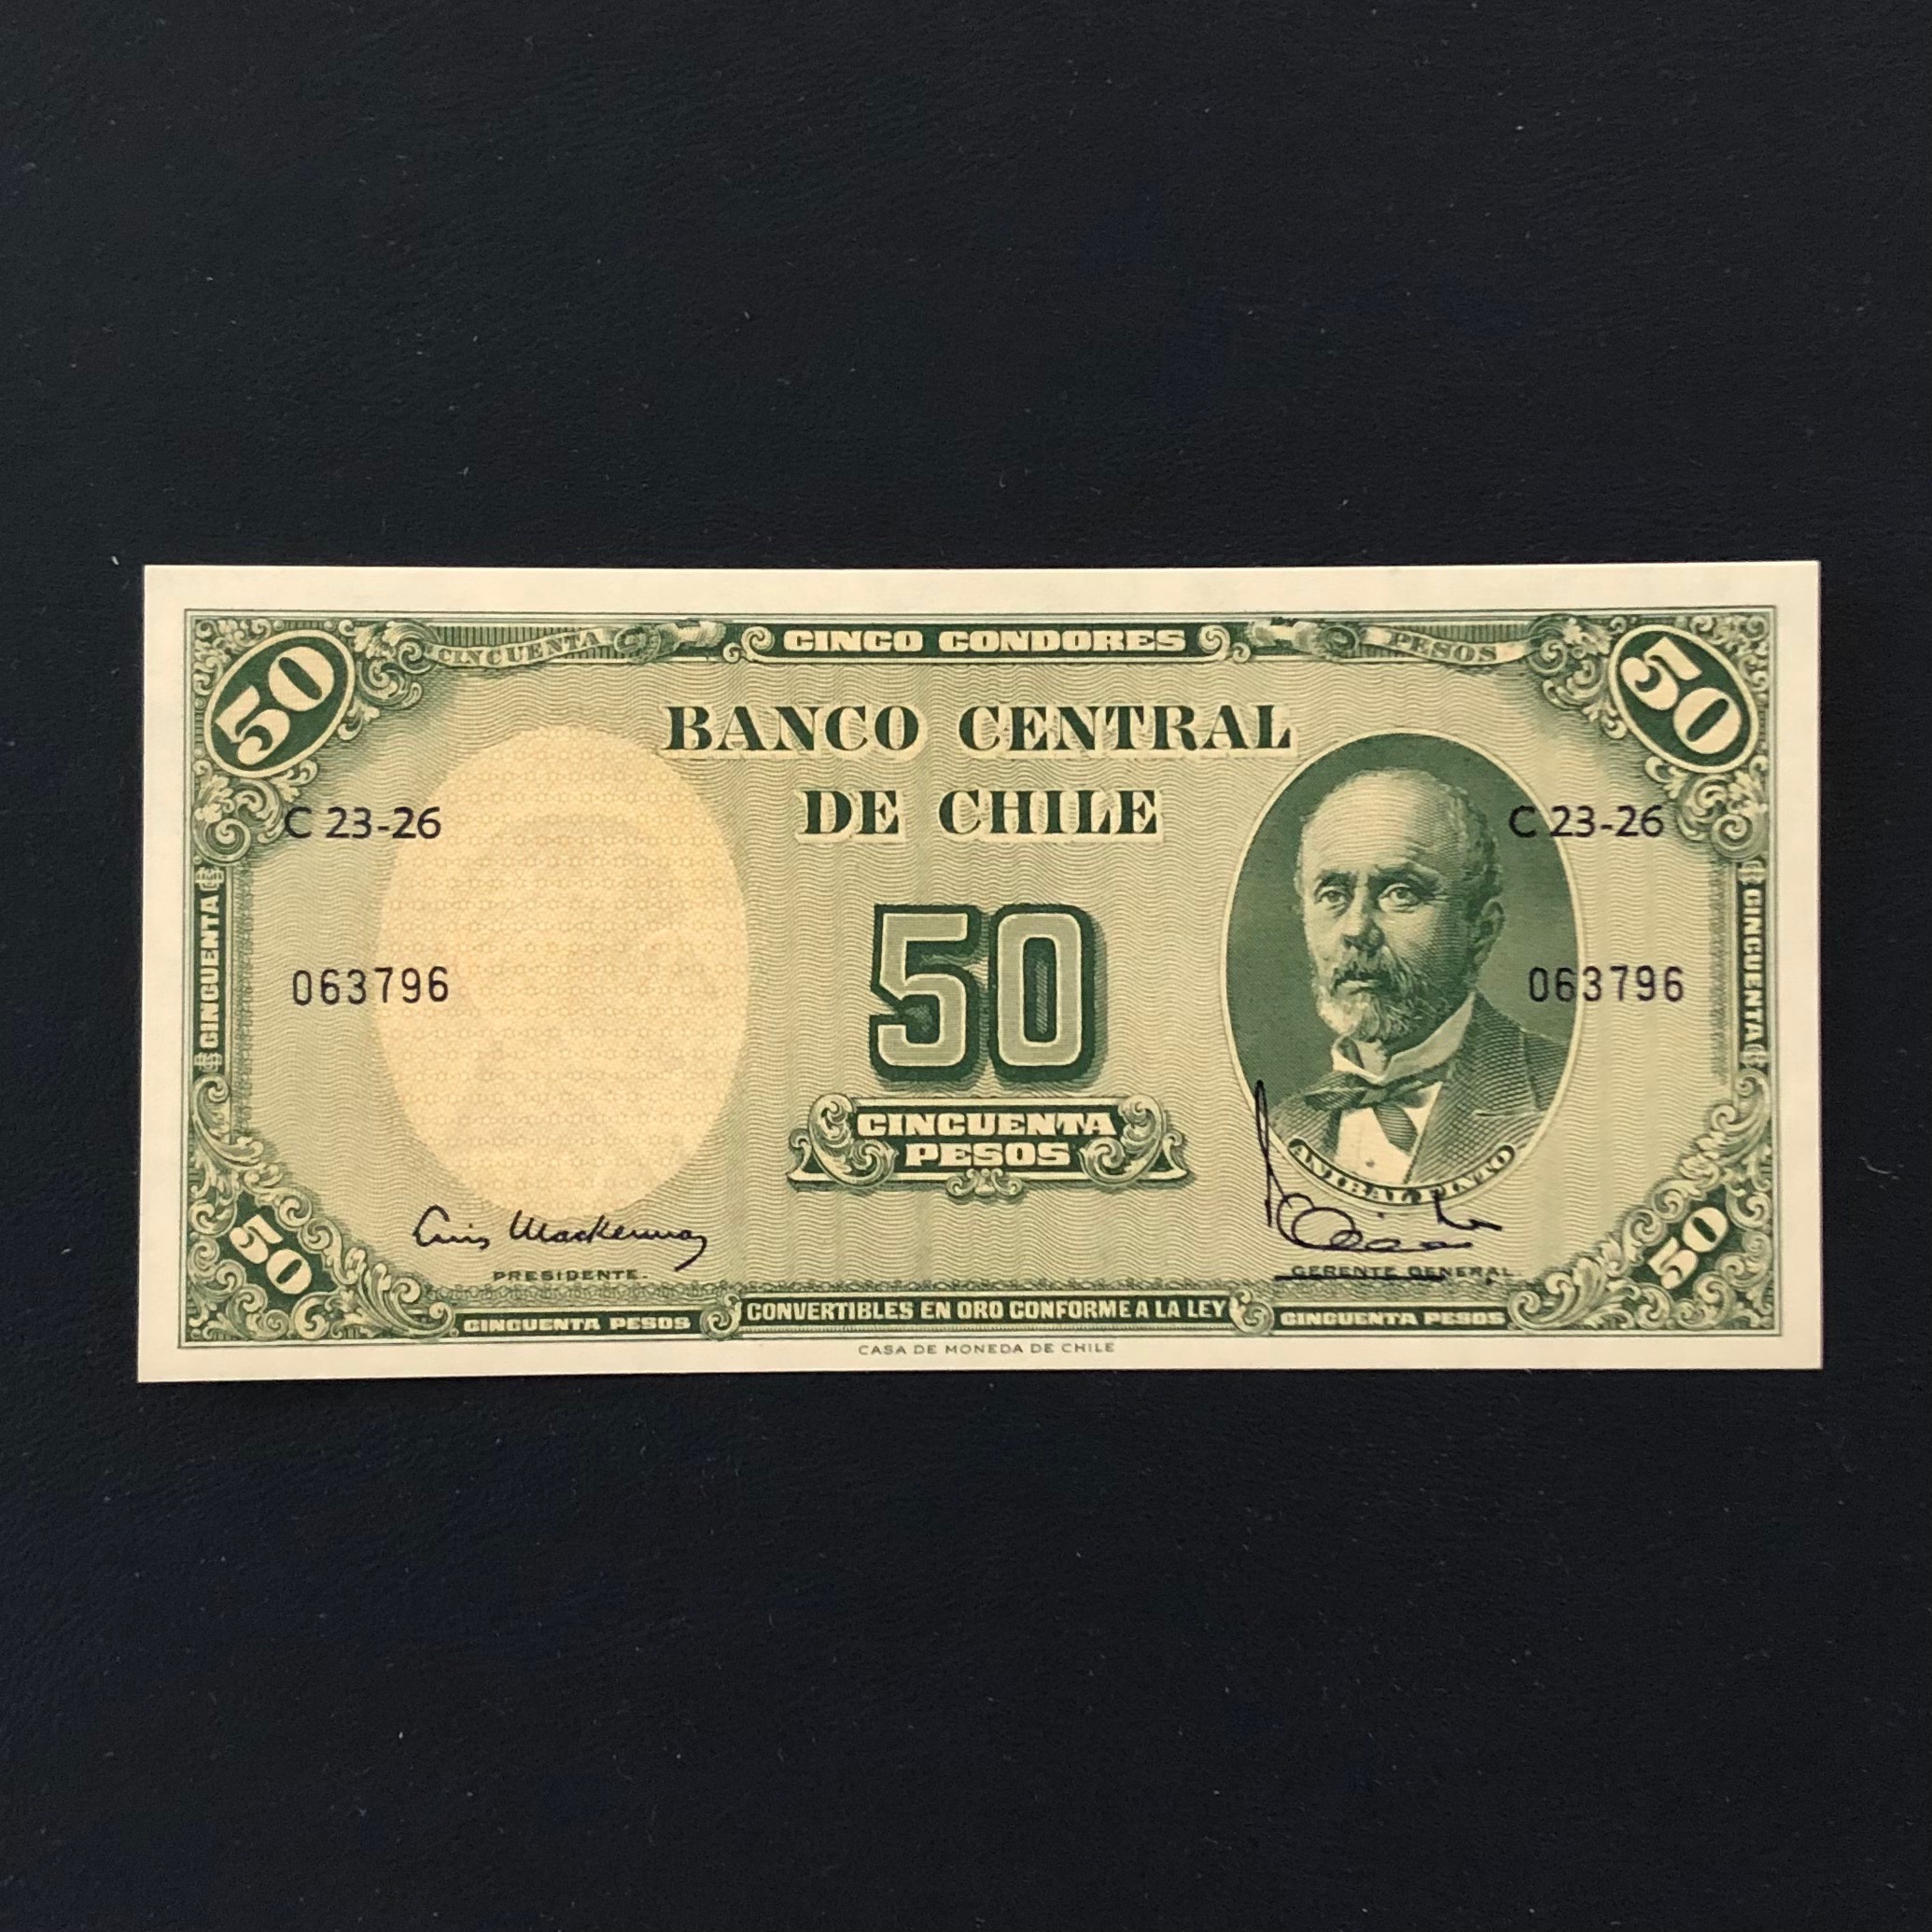 50 CINCUENTA CINCO CONDORES PESOS 50
BANCO CENTRAL
DE CHILE
C 23-26 C 23-26
CINCUENTA CINCUENTA
063796 50 063796
CINCUENTA
PESOS
ANIBAL PINTO
Luis Mackenna
PRESIDENTE. GERENTE GENERAL.
50 50
CINCUENTA PESOS CONVERTIBLES EN ORO CONFORME A LA LEY CINCUENTA PESOS
CASA DE MONEDA DE CHILE